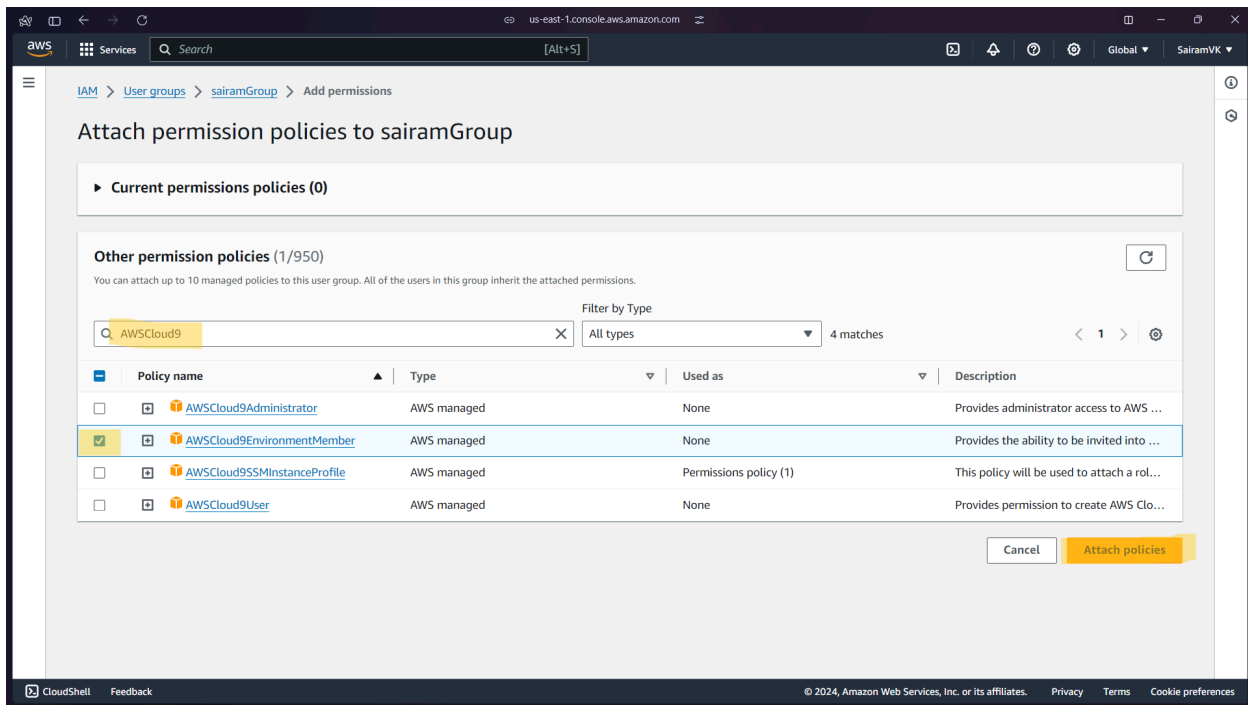 us-east-1.console.aws.amazon.com
aws Services Search [Alt+S] Global ▼ SairamVK ▼
IAM > User groups > sairamGroup > Add permissions
Attach permission policies to sairamGroup
Current permissions policies (0)
Other permission policies (1/950)
You can attach up to 10 managed policies to this user group. All of the users in this group inherit the attached permissions.
Filter by Type
AWSCloud9 All types 4 matches < 1 >
Policy name Type Used as Description
AWSCloud9Administrator AWS managed None Provides administrator access to AWS ...
AWSCloud9EnvironmentMember AWS managed None Provides the ability to be invited into ...
AWSCloud9SSMInstanceProfile AWS managed Permissions policy (1) This policy will be used to attach a rol...
AWSCloud9User AWS managed None Provides permission to create AWS Clo...
Cancel Attach policies
CloudShell Feedback © 2024, Amazon Web Services, Inc. or its affiliates. Privacy Terms Cookie preferences